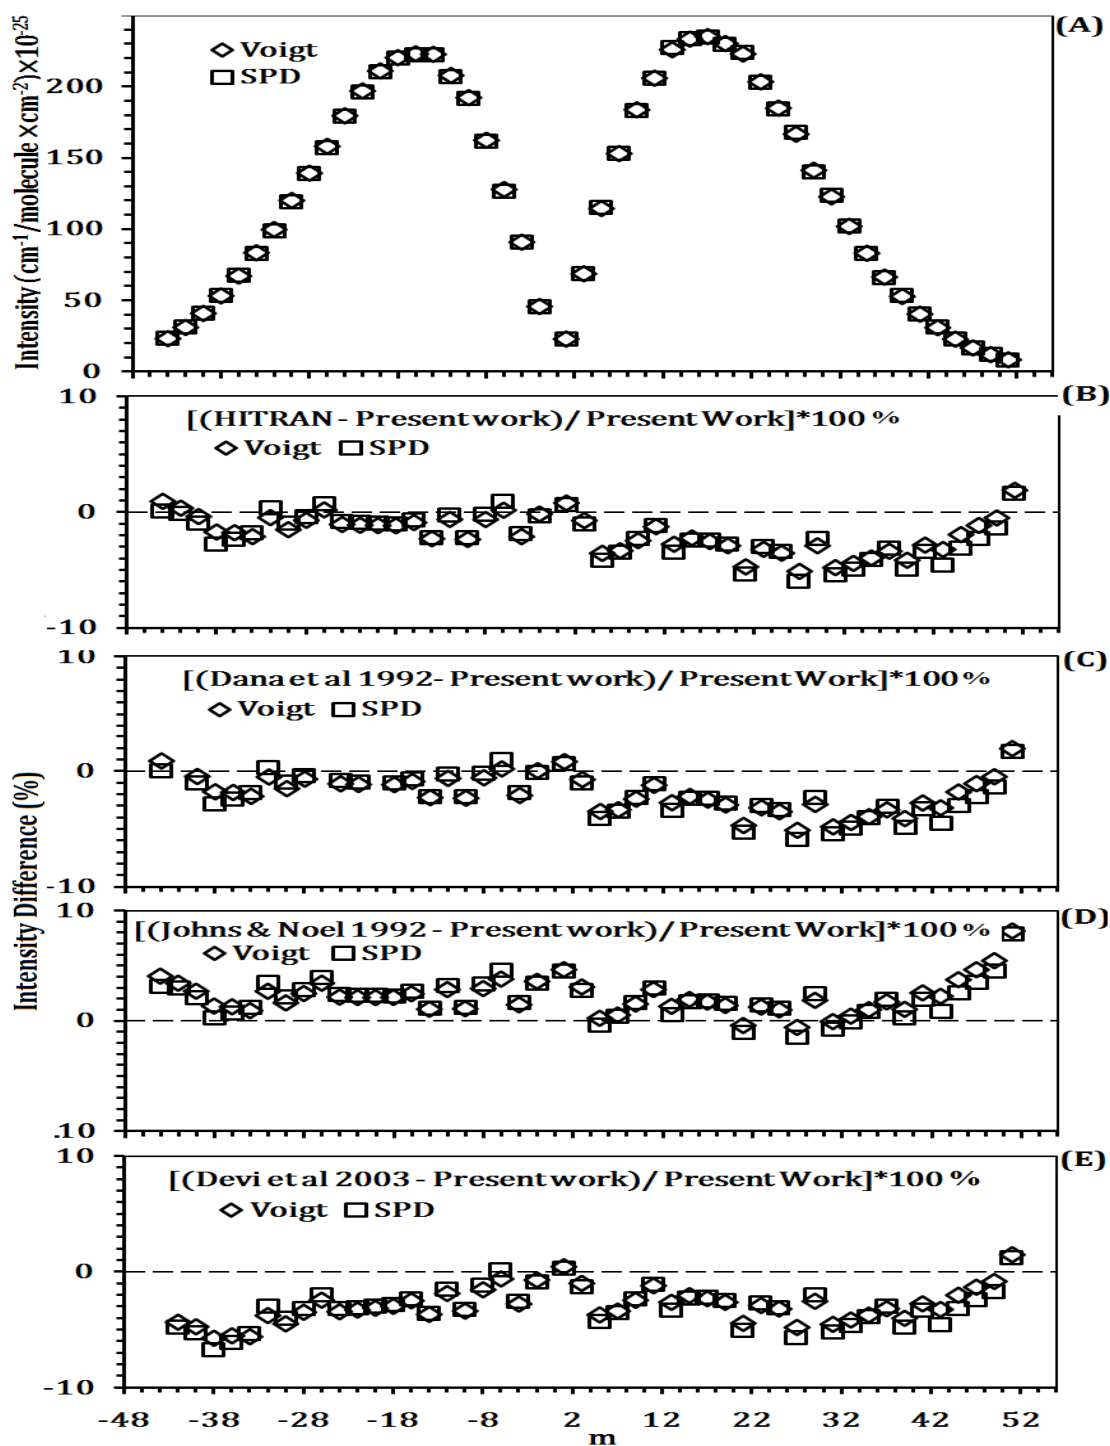 (A)
Voigt
SPD
200
150
100
50
0
Intensity (cm-1/molecule×cm-2)×10-25
(B)
10
[(HITRAN - Present work)/ Present Work]*100 %
Voigt SPD
0
-10
(C)
10
[(Dana et al 1992- Present work)/ Present Work]*100 %
Voigt SPD
0
-10
Intensity Difference (%)
(D)
10
[(Johns & Noel 1992 - Present work)/ Present Work]*100 %
Voigt SPD
0
-10
(E)
10
[(Devi et al 2003 - Present work)/ Present Work]*100 %
Voigt SPD
0
-10
-48 -38 -28 -18 -8 2 12 22 32 42 52
m